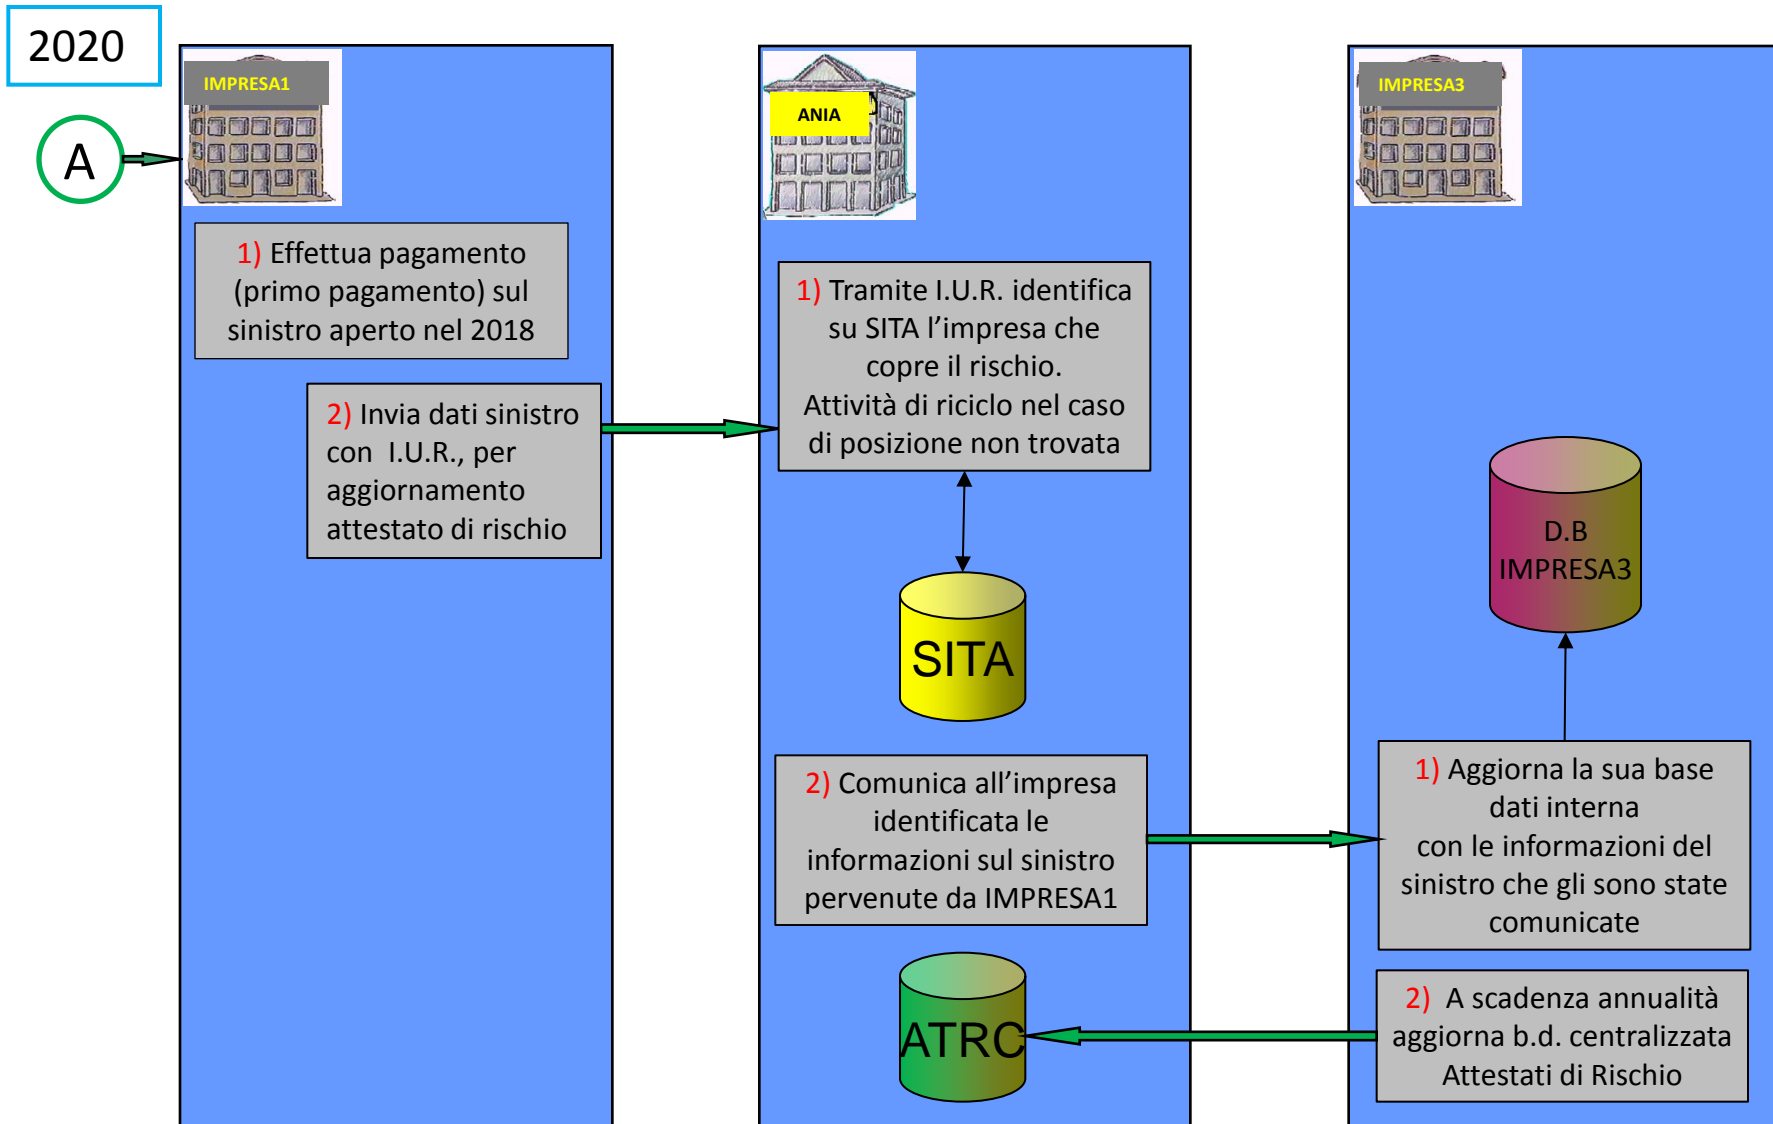 2020
A
IMPRESA1
1) Effettua pagamento
(primo pagamento) sul
sinistro aperto nel 2018
2) Invia dati sinistro
con I.U.R., per
aggiornamento
attestato di rischio
ANIA
1) Tramite I.U.R. identifica
su SITA l’impresa che
copre il rischio.
Attività di riciclo nel caso
di posizione non trovata
SITA
2) Comunica all’impresa
identificata le
informazioni sul sinistro
pervenute da IMPRESA1
ATRC
IMPRESA3
D.B
IMPRESA3
1) Aggiorna la sua base
dati interna
con le informazioni del
sinistro che gli sono state
comunicate
2) A scadenza annualità
aggiorna b.d. centralizzata
Attestati di Rischio